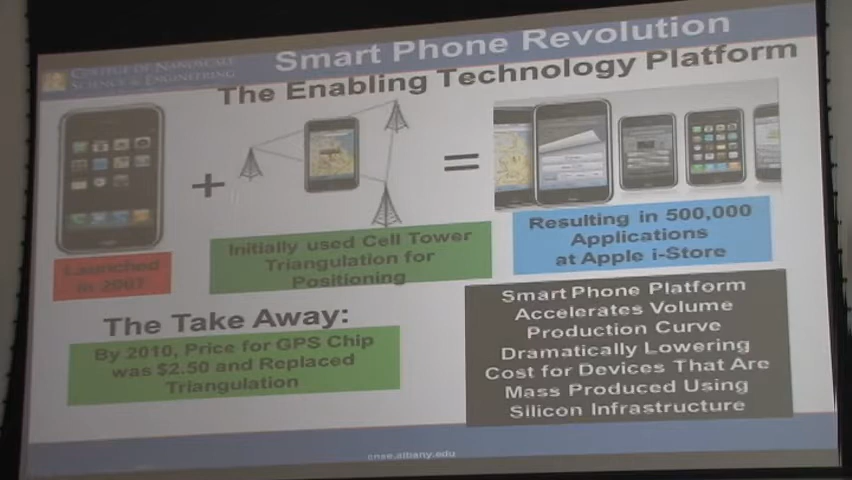 College of Nanoscale
Science & Engineering
Smart Phone Revolution
The Enabling Technology Platform
+
=
Launched
in 2007
Initially used Cell Tower
Triangulation for
Positioning
Resulting in 500,000
Applications
at Apple i-Store
The Take Away:
By 2010, Price for GPS Chip
was $2.50 and Replaced
Triangulation
Smart Phone Platform
Accelerates Volume
Production Curve
Dramatically Lowering
Cost for Devices That Are
Mass Produced Using
Silicon Infrastructure
cnse.albany.edu